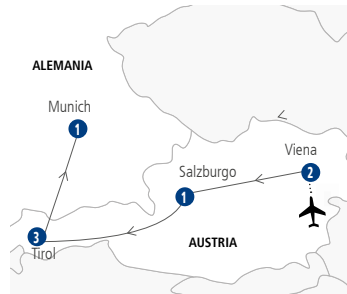 ALEMANIA
Munich
1
Viena
2
Salzburgo
1
3
Tirol
AUSTRIA